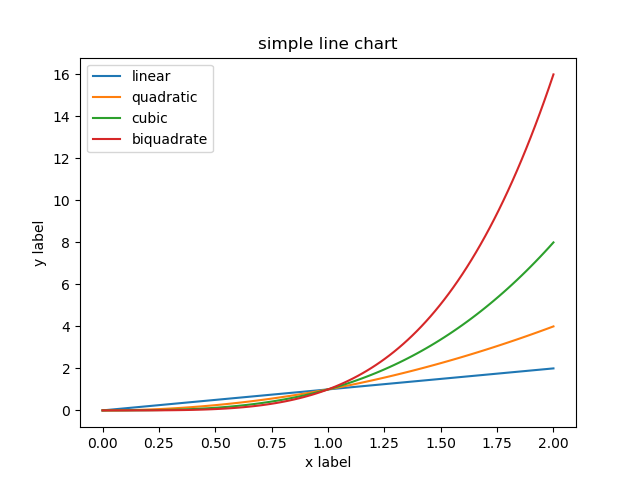 simple line chart
linear
quadratic
cubic
biquadrate
y label
16
14
12
10
8
6
4
2
0
0.00 0.25 0.50 0.75 1.00 1.25 1.50 1.75 2.00
x label